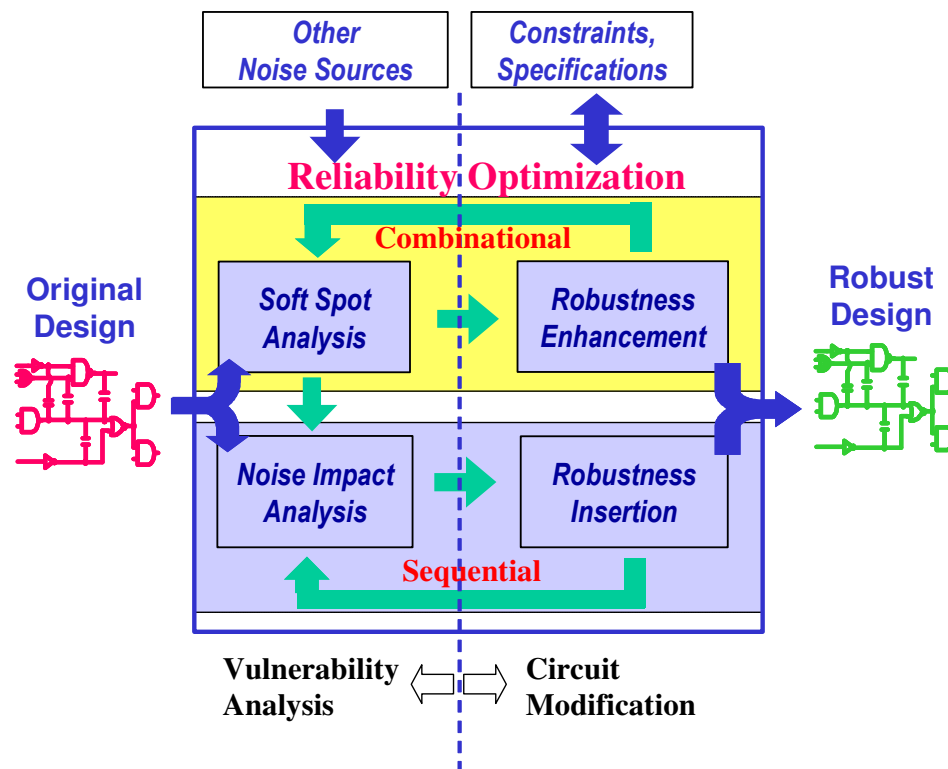 Other
Noise Sources
Constraints,
Specifications
Reliability Optimization
Combinational
Original
Design
Soft Spot
Analysis
Robustness
Enhancement
Robust
Design
Noise Impact
Analysis
Robustness
Insertion
Sequential
Vulnerability
Analysis
Circuit
Modification